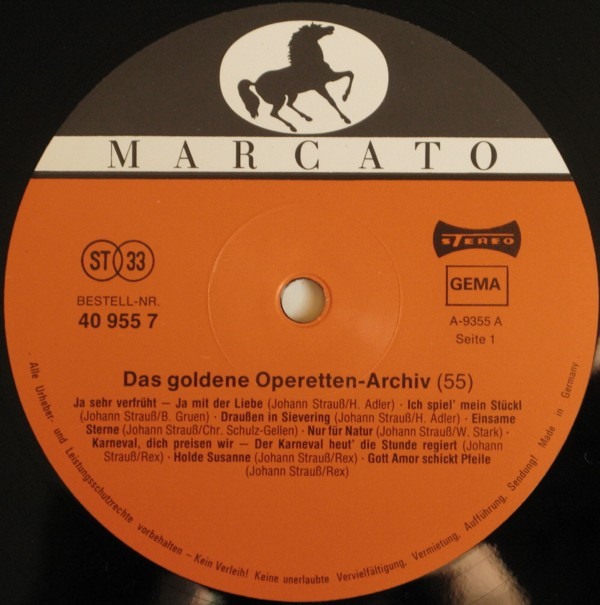 MARCATO
ST 33
STEREO
BESTELL-NR.
40 955 7
GEMA
A-9355 A
Seite 1
Das goldene Operetten-Archiv (55)
Ja sehr verfrüht – Ja mit der Liebe (Johann Strauß/H. Adler) · Ich spiel' mein Stückl
(Johann Strauß/B. Gruen) · Draußen in Sievering (Johann Strauß/H. Adler) · Einsame
Sterne (Johann Strauß/Chr. Schulz-Gellen) · Nur für Natur (Johann Strauß/W. Stark) ·
Karneval, dich preisen wir – Der Karneval heut' die Stunde regiert (Johann
Strauß/Rex) · Holde Susanne (Johann Strauß/Rex) · Gott Amor schickt Pfeile
(Johann Strauß/Rex)
Alle Urheber- und Leistungsschutzrechte vorbehalten – Kein Verleih! Keine unerlaubte Vervielfältigung, Vermietung, Aufführung, Sendung! Made in Germany